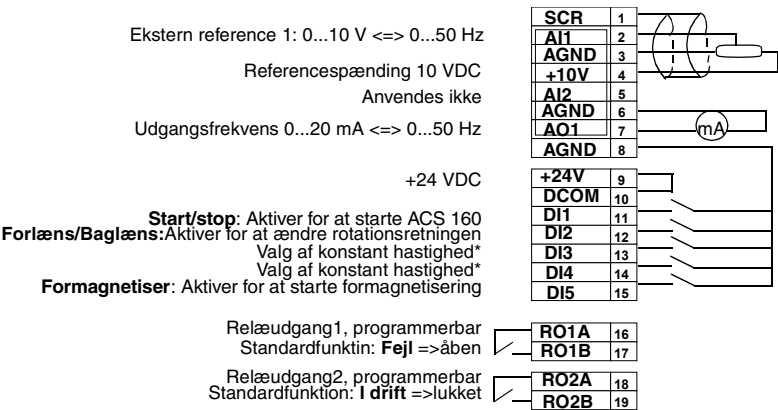 SCR 1
Ekstern reference 1: 0...10 V <=> 0...50 Hz AI1 2
AGND 3
Referencespænding 10 VDC +10V 4
Anvendes ikke AI2 5
AGND 6
Udgangsfrekvens 0...20 mA <=> 0...50 Hz AO1 7 mA
AGND 8
+24 VDC +24V 9
DCOM 10
Start/stop: Aktiver for at starte ACS 160 DI1 11
Forlæns/Baglæns:Aktiver for at ændre rotationsretningen DI2 12
Valg af konstant hastighed* DI3 13
Valg af konstant hastighed* DI4 14
Formagnetiser: Aktiver for at starte formagnetisering DI5 15
Relæudgang1, programmerbar RO1A 16
Standardfunktin: Fejl =>åben RO1B 17
Relæudgang2, programmerbar RO2A 18
Standardfunktion: I drift =>lukket RO2B 19